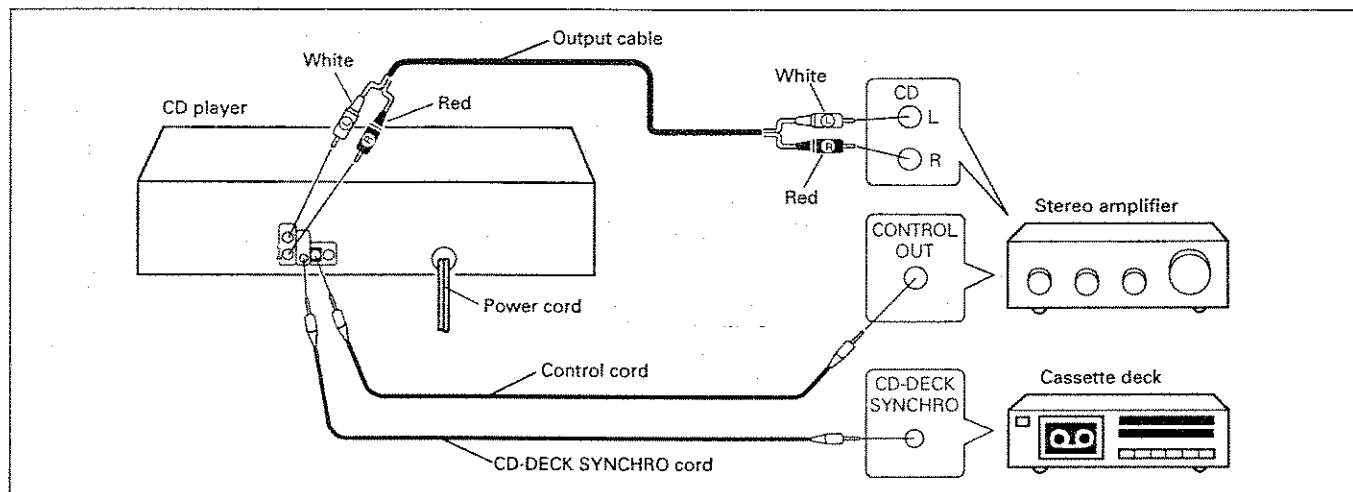 Output cable
White
White
CD
CD player
Red
L
R
L
R
R
Red
Stereo amplifier
CONTROL
OUT
Power cord
Control cord
CD-DECK
SYNCHRO
Cassette deck
CD-DECK SYNCHRO cord